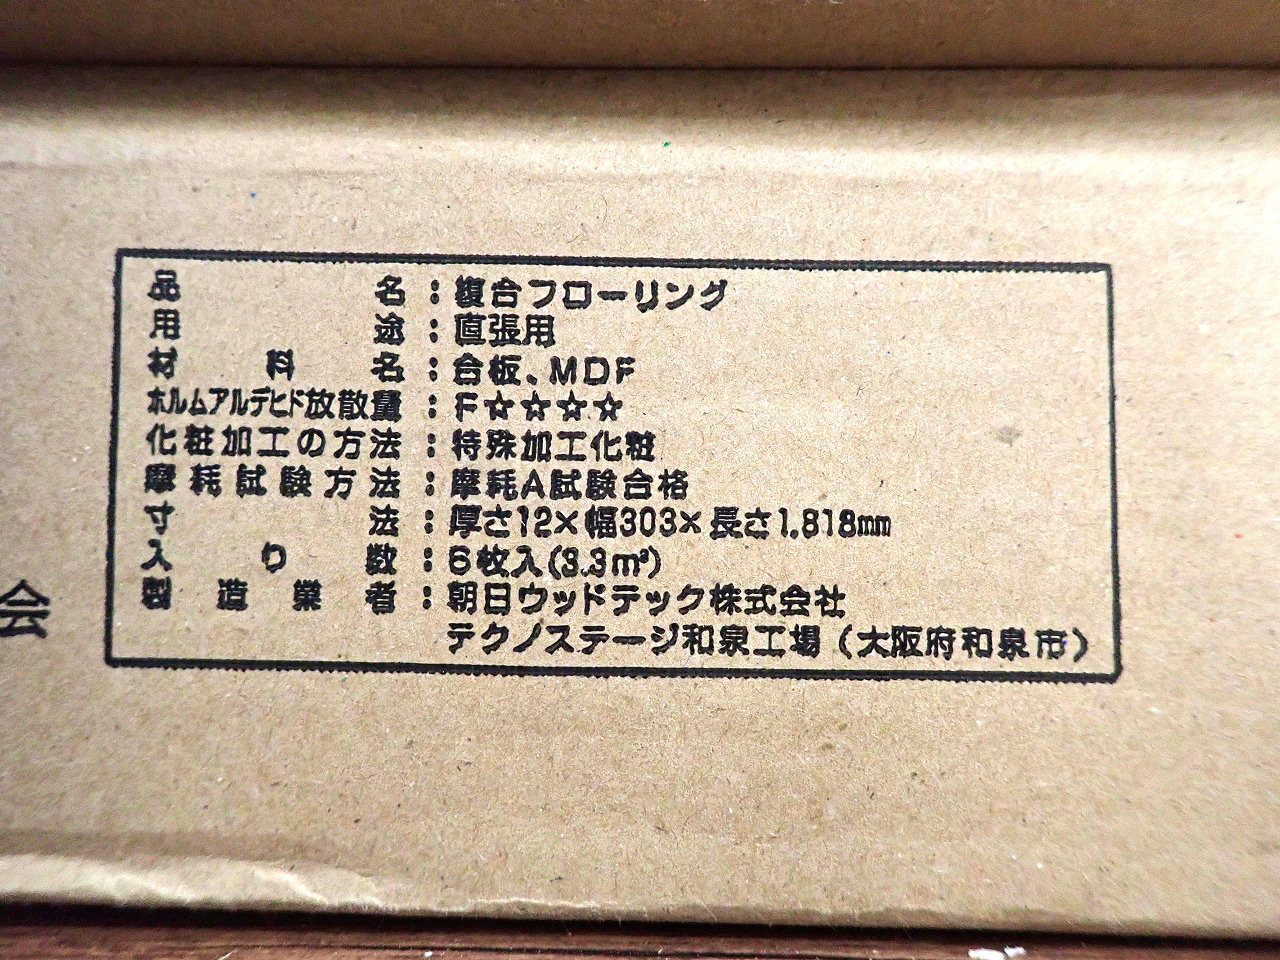 品名：複合フローリング
用途：直張用
材料名：合板、MDF
ホルムアルデヒド放散量：F☆☆☆☆
化粧加工の方法：特殊加工化粧
摩耗試験方法：摩耗A試験合格
寸法：厚さ12×幅303×長さ1,818mm
入り数：6枚入(3.3㎡)
製造業者：朝日ウッドテック株式会社
テクノステージ和泉工場(大阪府和泉市)
会